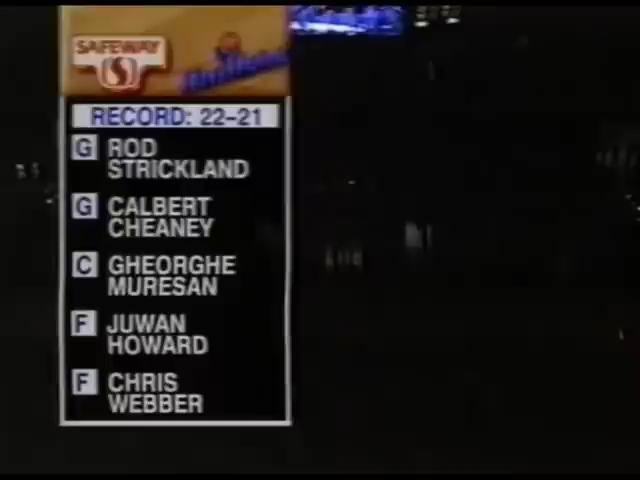 SAFEWAY
RECORD: 22-21
G ROD
STRICKLAND
G CALBERT
CHEANEY
C GHEORGHE
MURESAN
F JUWAN
HOWARD
F CHRIS
WEBBER